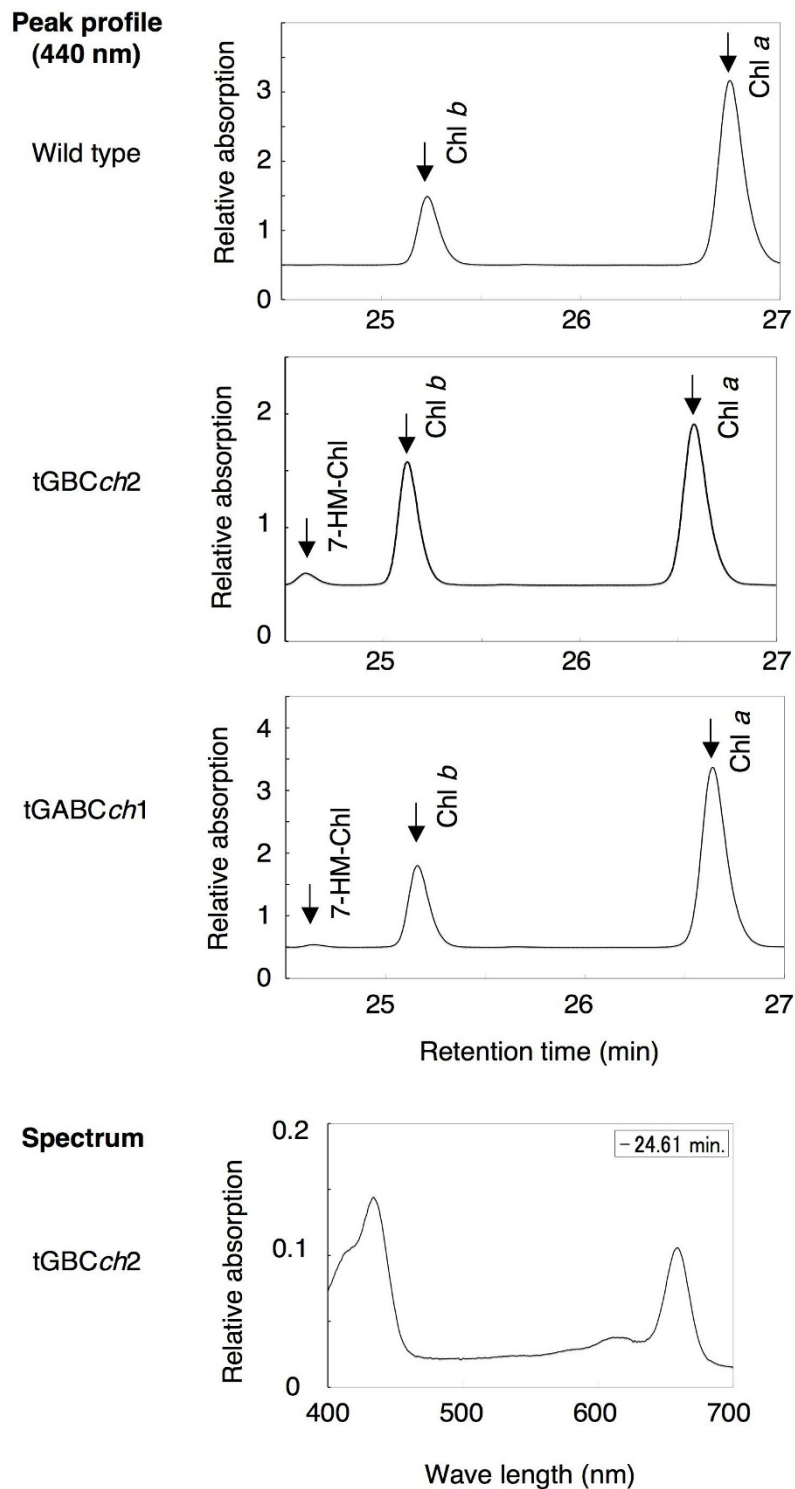 Peak profile
(440 nm)
Wild type
Relative absorption
3
2
1
0
Chl b
Chl a
25
26
27
tGBCch2
Relative absorption
2
1
0
7-HM-Chl
Chl b
Chl a
25
26
27
tGABCch1
Relative absorption
4
3
2
1
0
7-HM-Chl
Chl b
Chl a
25
26
27
Retention time (min)
Spectrum
tGBCch2
Relative absorption
0.2
0.1
0
– 24.61 min.
400
500
600
700
Wave length (nm)